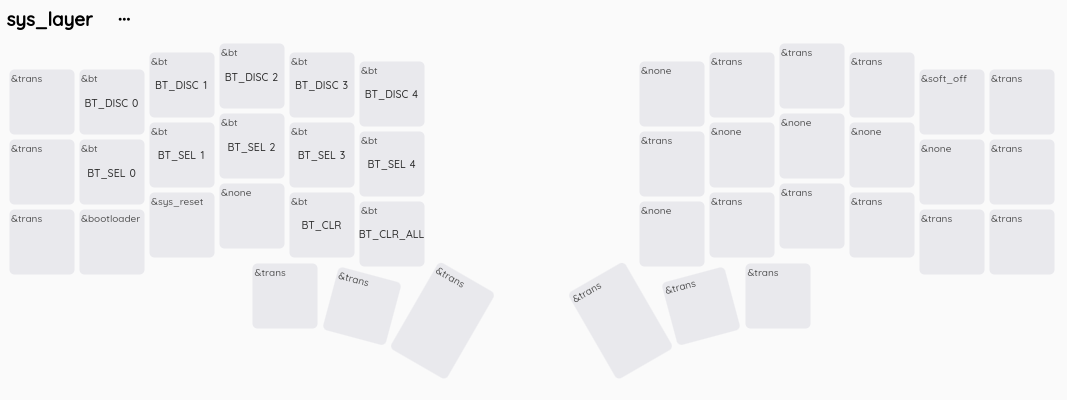 sys_layer ...
&trans &bt BT_DISC 0 &bt BT_DISC 1 &bt BT_DISC 2 &bt BT_DISC 3 &bt BT_DISC 4 &none &trans &trans &trans &soft_off &trans
&trans &bt BT_SEL 0 &bt BT_SEL 1 &bt BT_SEL 2 &bt BT_SEL 3 &bt BT_SEL 4 &trans &none &none &none &none &trans
&trans &bootloader &sys_reset &none &bt BT_CLR &bt BT_CLR_ALL &none &trans &trans &trans &trans &trans
&trans &trans &trans &trans &trans &trans